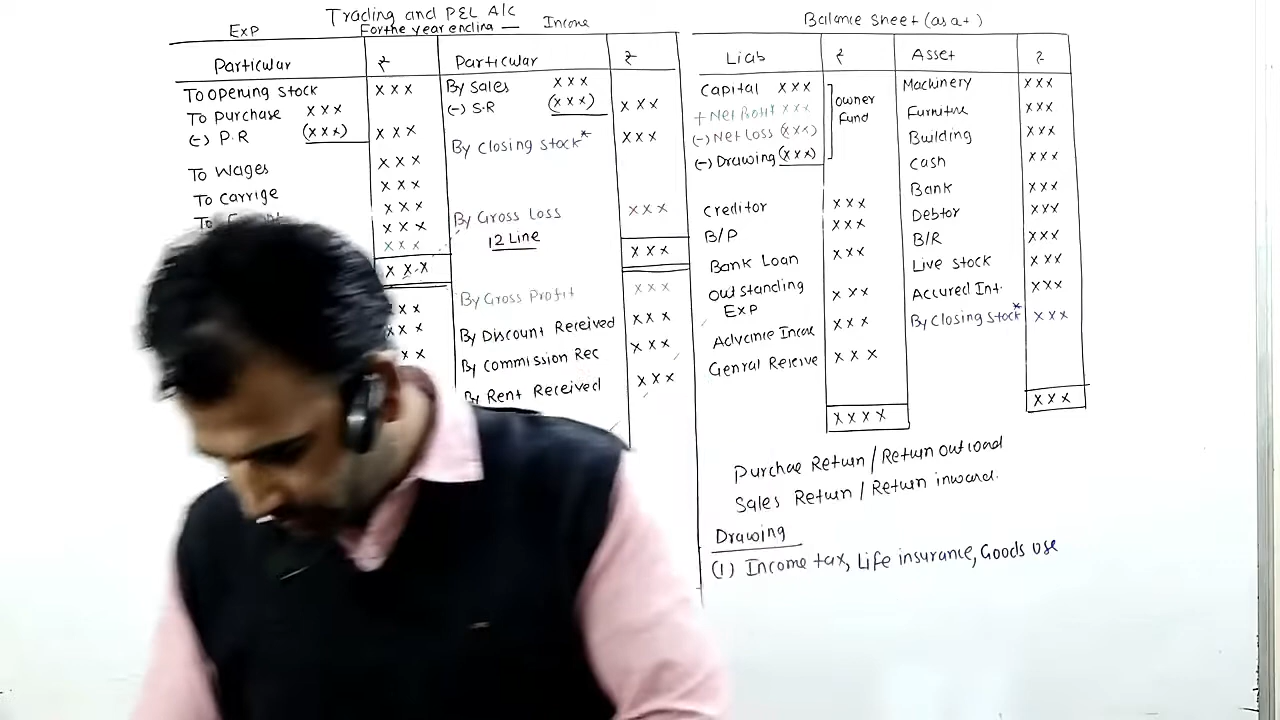 Trading and P&L A/C
For the year ending —
Exp
Income
Particular ₹ Particular ₹
To opening stock x x x
To Purchase x x x
(-) P.R (x x x) x x x
To Wages x x x
To Carrige x x x
To
x x x
x x x
x x x
x x x
x x
x x x
x x
By Sales x x x
(-) S.R (x x x) x x x
By Closing Stock* x x x
By Gross Loss x x x
12 Line
x x x
By Gross Profit x x x
By Discount Received x x x
By Commission Rec x x x
By Rent Received x x x
Balance Sheet (as at )
Liab ₹ Asset ₹
Capital x x x
+ Net Profit x x x
(-) Net Loss (x x x)
(-) Drawing (x x x)
owner
Fund
Creditor x x x
B/P x x x
Bank Loan x x x
Outstanding
Exp x x x
Advance x x x
Genral Reserve x x x
x x x x
Machinery x x x
Furniture x x x
Building x x x
Cash x x x
Bank x x x
Debtor x x x
B/R x x x
Live stock x x x
Accured Int. x x x
By Closing stock* x x x
x x x
Purchae Return / Return outload
Sales Return / Return inward.
Drawing
(1) Income tax, Life insurance, Goods use